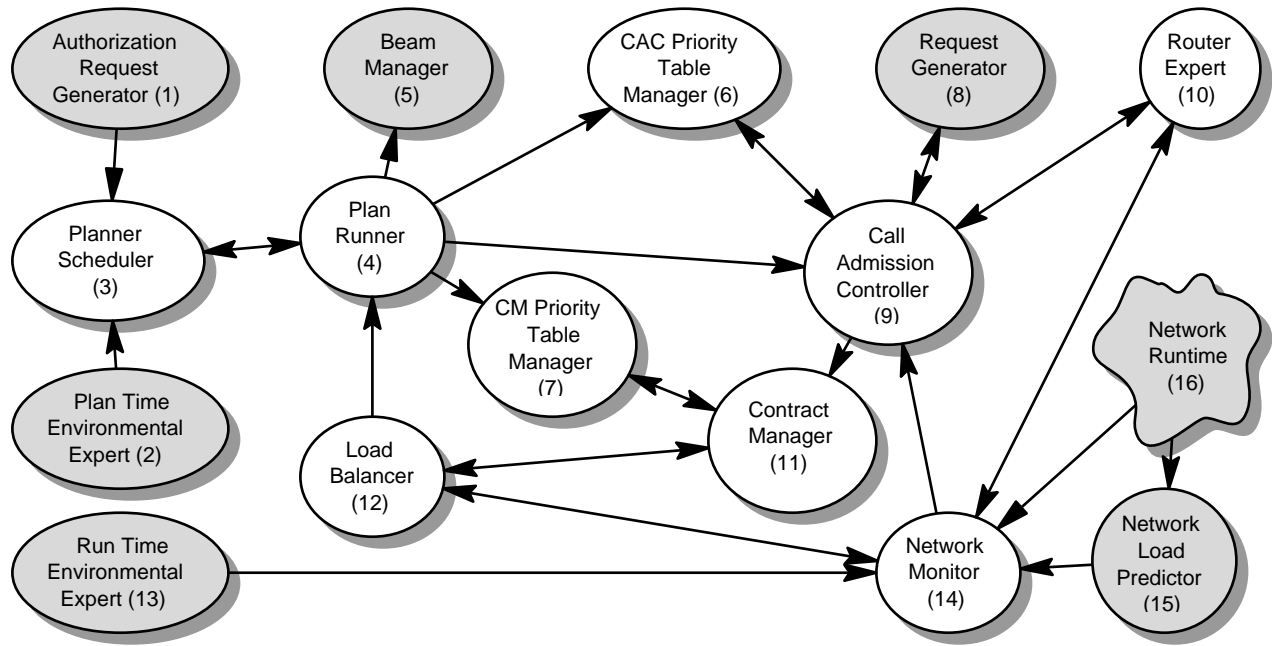 Authorization
Request
Generator (1)
Beam
Manager
(5)
CAC Priority
Table
Manager (6)
Request
Generator
(8)
Router
Expert
(10)
Planner
Scheduler
(3)
Plan
Runner
(4)
Call
Admission
Controller
(9)
CM Priority
Table
Manager
(7)
Network
Runtime
(16)
Plan Time
Environmental
Expert (2)
Load
Balancer
(12)
Contract
Manager
(11)
Run Time
Environmental
Expert (13)
Network
Monitor
(14)
Network
Load
Predictor
(15)